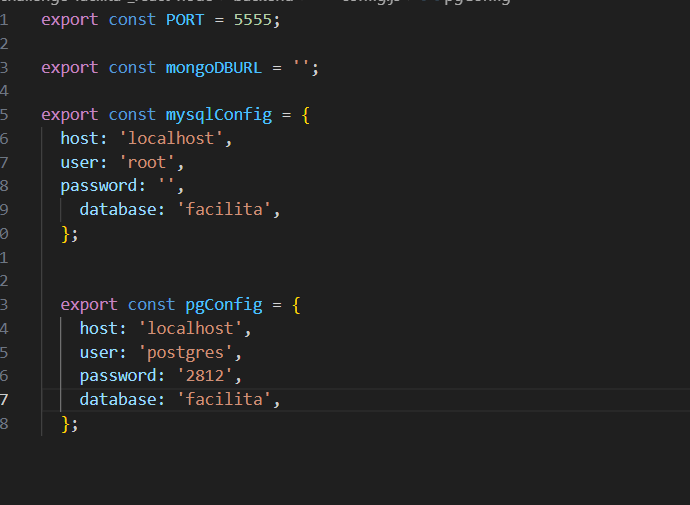 1 export const PORT = 5555;
2
3 export const mongoDBURL = '';
4
5 export const mysqlConfig = {
6 host: 'localhost',
7 user: 'root',
8 password: '',
9 database: 'facilita',
0 };
1
2
3 export const pgConfig = {
4 host: 'localhost',
5 user: 'postgres',
6 password: '2812',
7 database: 'facilita',
8 };